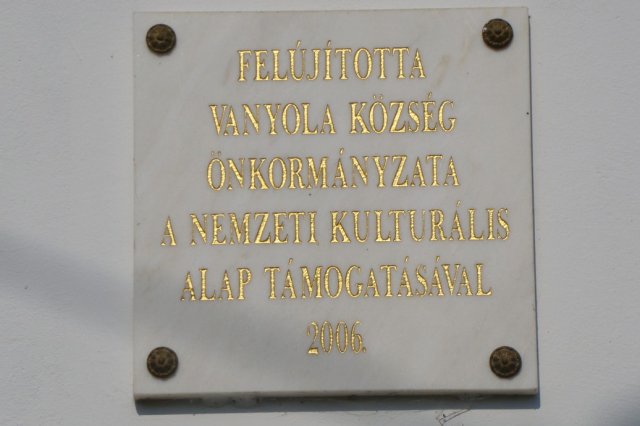 FELÚJÍTOTTA
VANYOLA KÖZSÉG
ÖNKORMÁNYZATA
A NEMZETI KULTURÁLIS
ALAP TÁMOGATÁSÁVAL
2006.